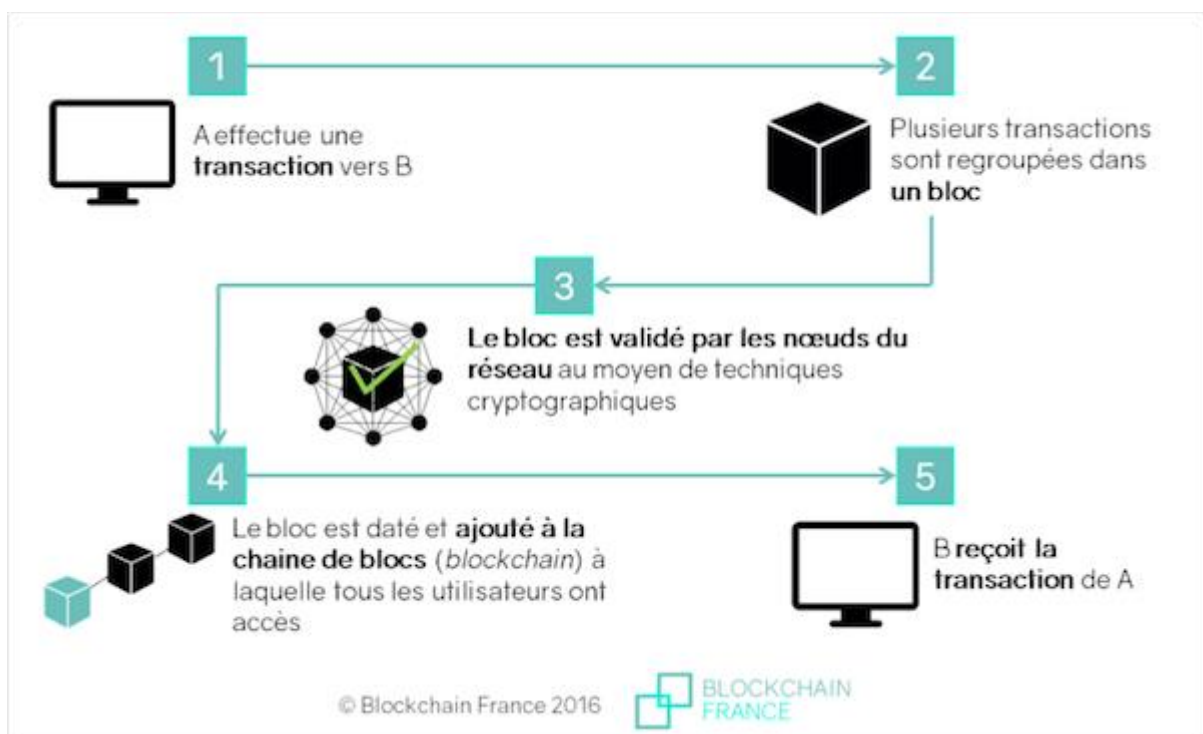 1
A effectue une
transaction vers B
2
Plusieurs transactions
sont regroupées dans
un bloc
3
Le bloc est validé par les nœuds du
réseau au moyen de techniques
cryptographiques
4
Le bloc est daté et ajouté à la
chaine de blocs (blockchain) à
laquelle tous les utilisateurs ont
accès
5
B reçoit la
transaction de A
© Blockchain France 2016
BLOCKCHAIN
FRANCE